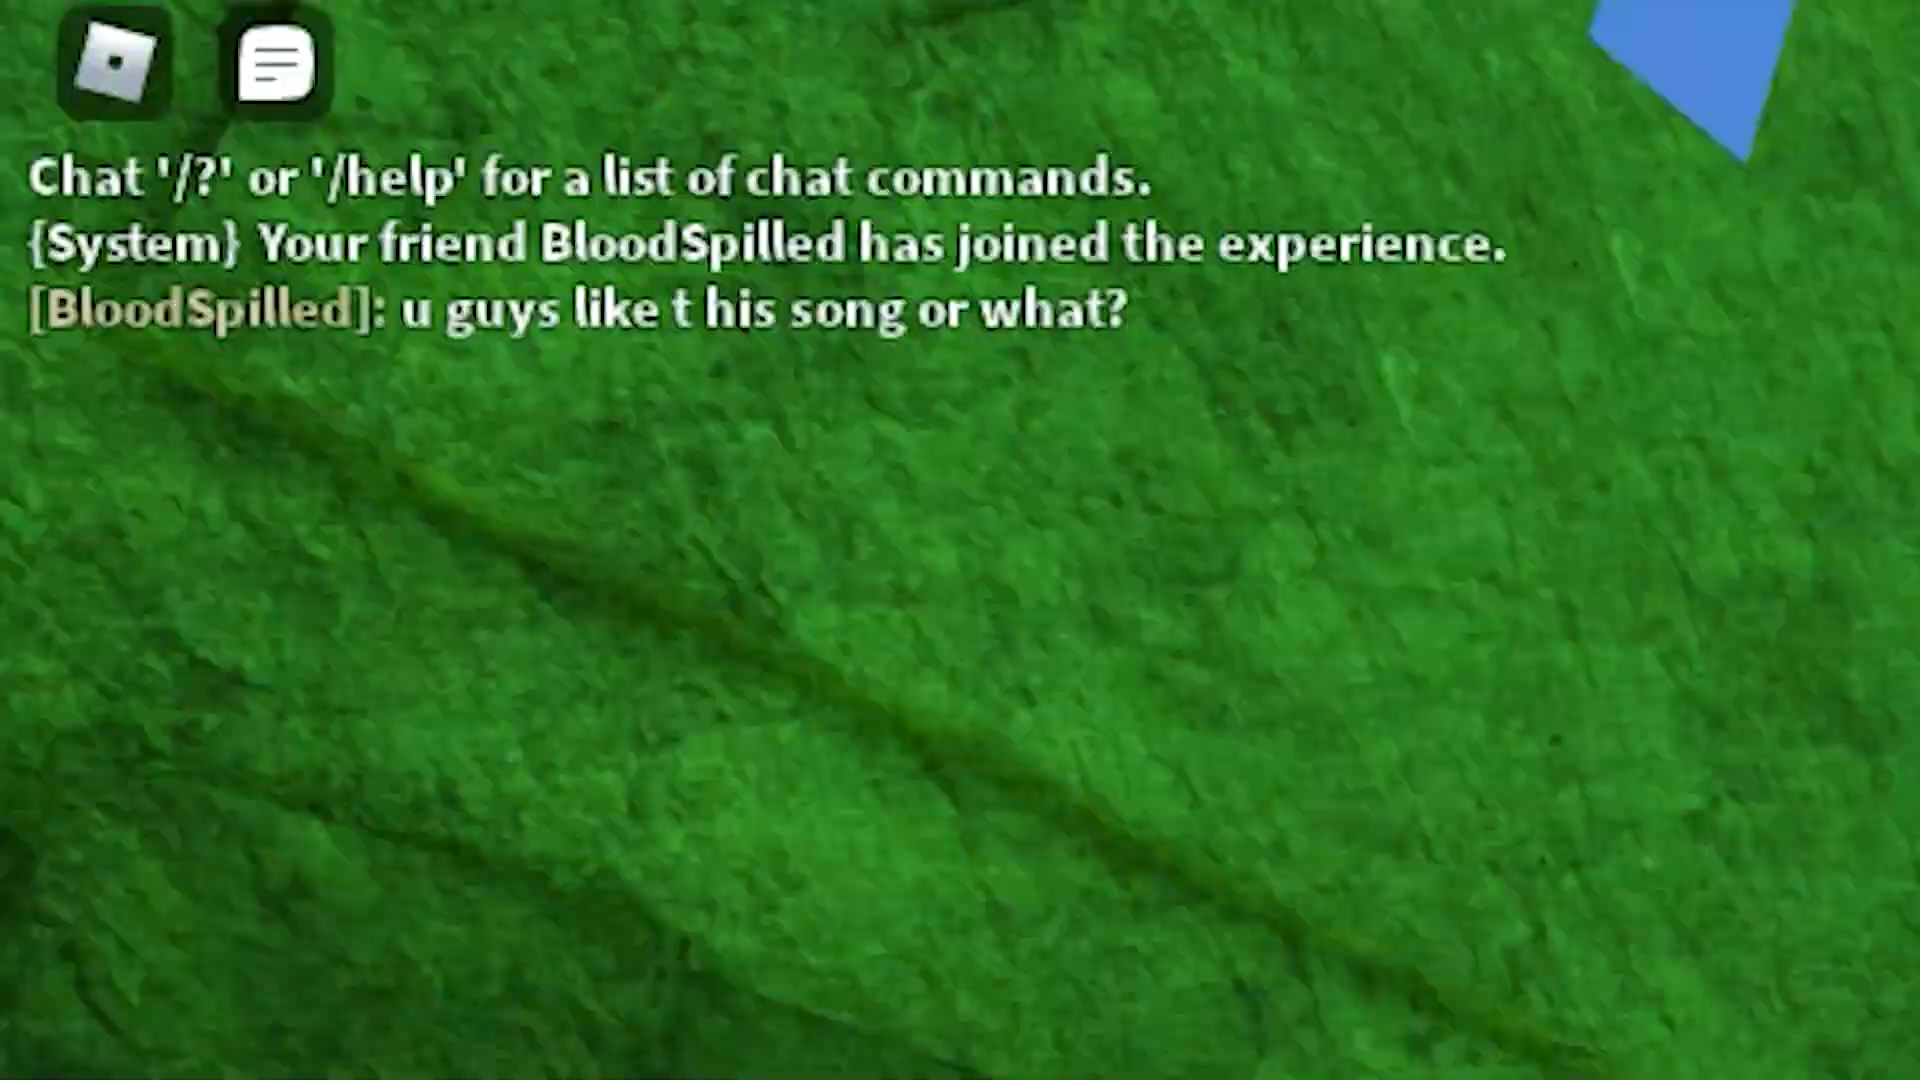 Chat '/?' or '/help' for a list of chat commands.
{System} Your friend BloodSpilled has joined the experience.
[BloodSpilled]: u guys like t his song or what?